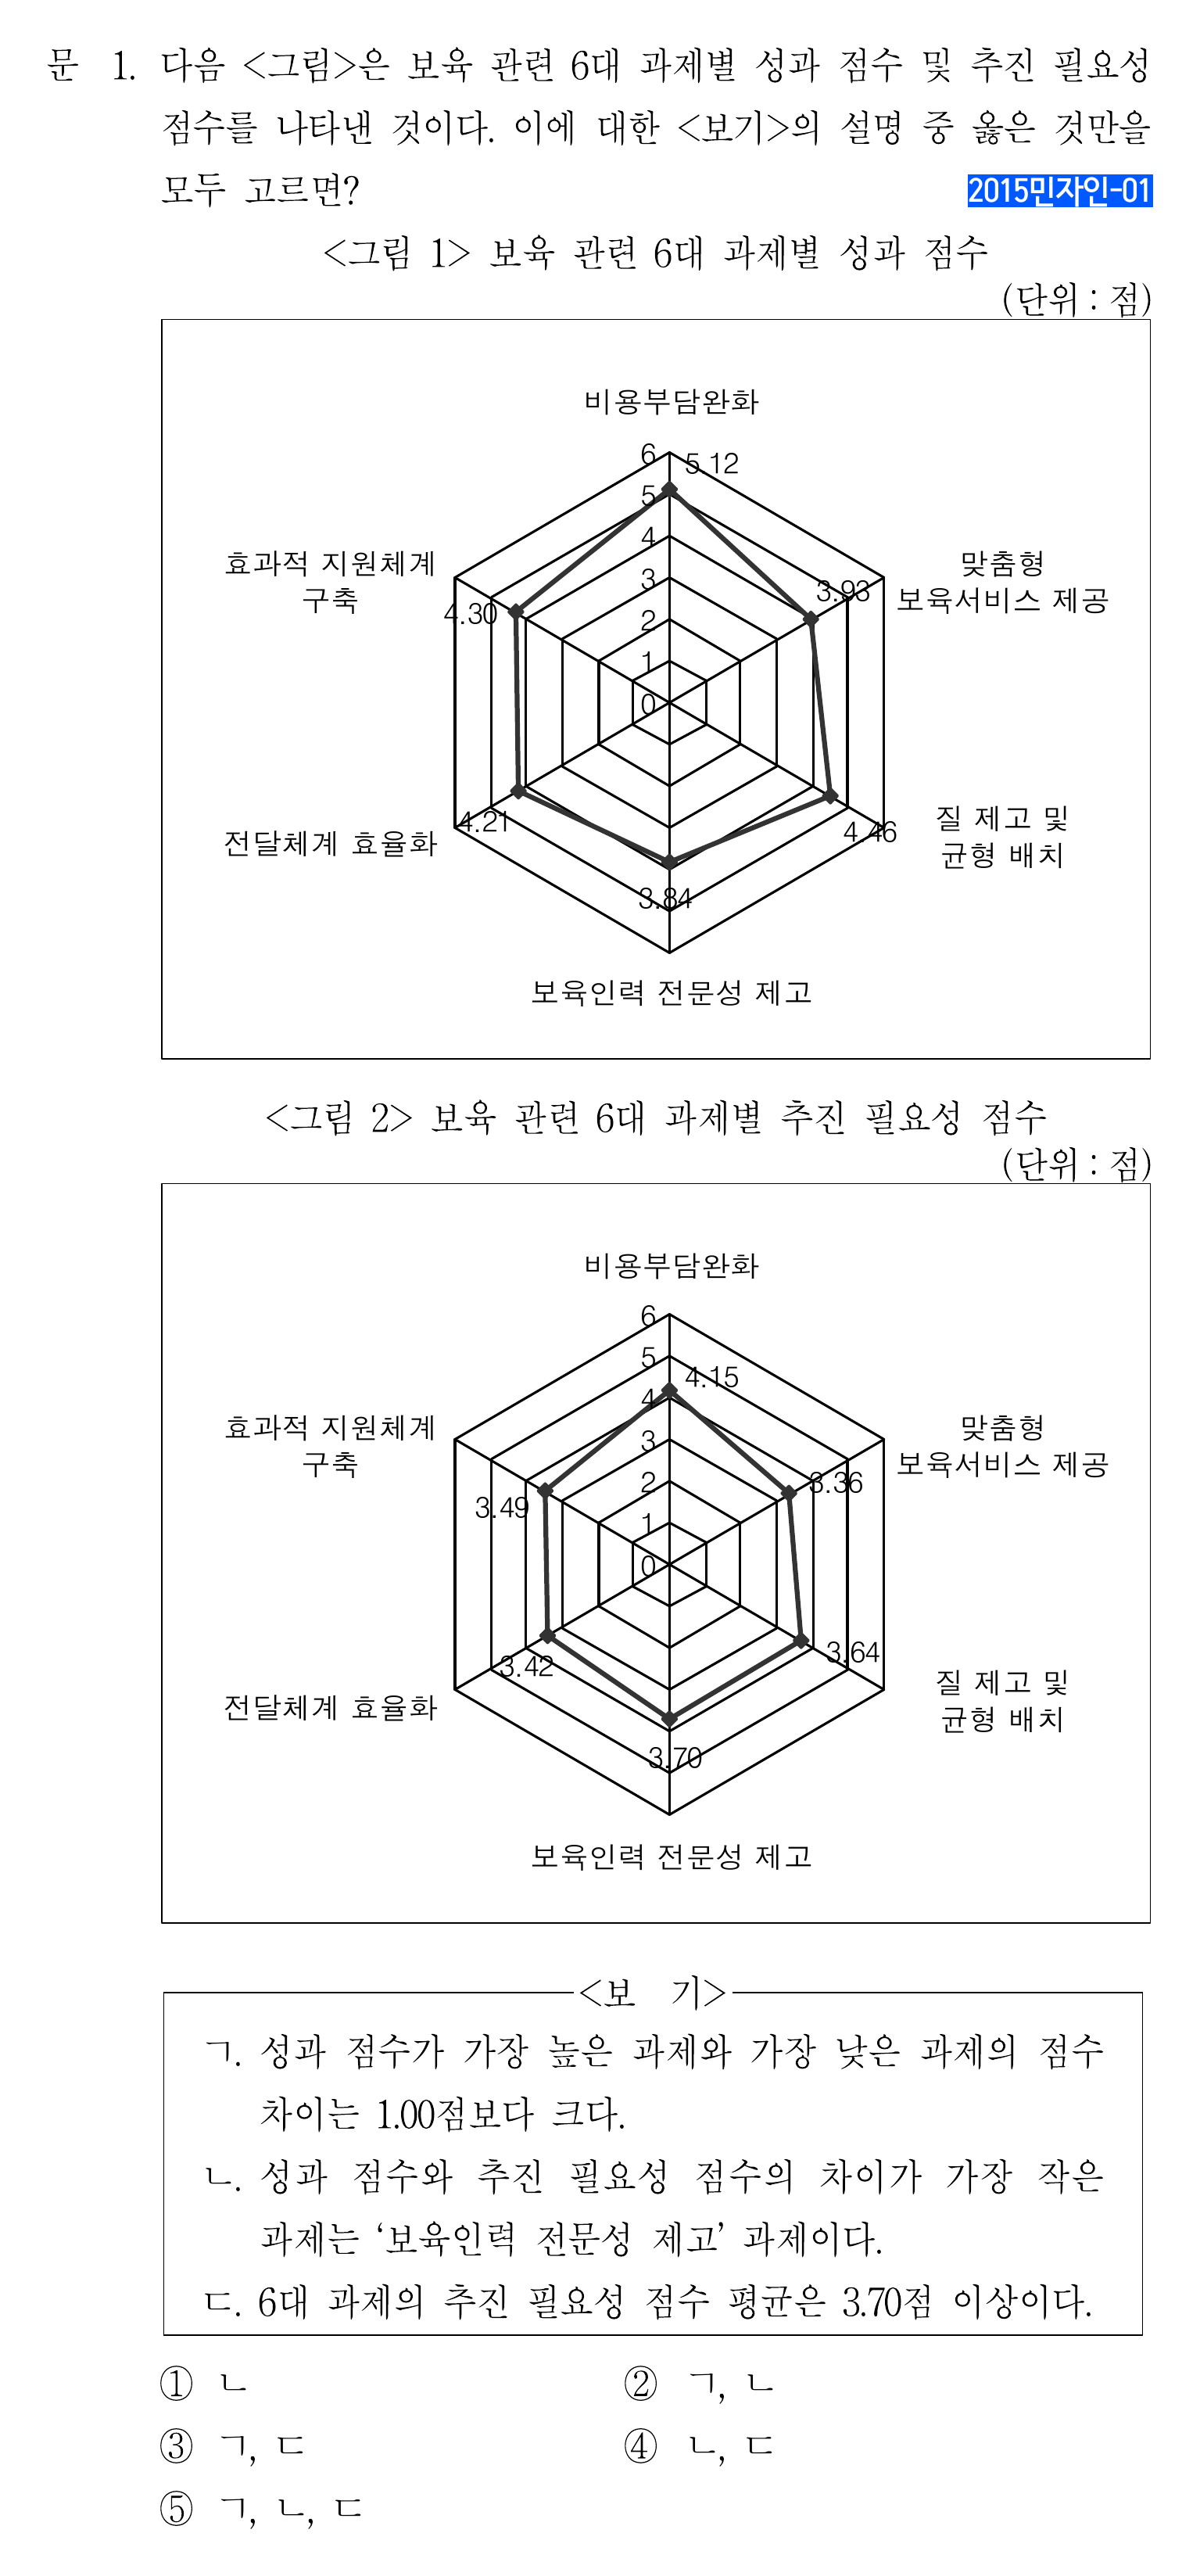 문 1. 다음 <그림>은 보육 관련 6대 과제별 성과 점수 및 추진 필요성
점수를 나타낸 것이다. 이에 대한 <보기>의 설명 중 옳은 것만을
모두 고르면?
2015민자인-01
<그림 1> 보육 관련 6대 과제별 성과 점수
(단위 : 점)
비용부담완화
6
5.12
5
4
효과적 지원체계
구축
맞춤형
보육서비스 제공
3
3.93
4.30
2
1
0
4.21
4.46
전달체계 효율화
질 제고 및
균형 배치
3.84
보육인력 전문성 제고
<그림 2> 보육 관련 6대 과제별 추진 필요성 점수
(단위 : 점)
비용부담완화
6
5
4.15
4
효과적 지원체계
구축
맞춤형
보육서비스 제공
3
2
3.36
3.49
1
0
3.42
3.64
전달체계 효율화
질 제고 및
균형 배치
3.70
보육인력 전문성 제고
<보 기>
ㄱ. 성과 점수가 가장 높은 과제와 가장 낮은 과제의 점수
차이는 1.00점보다 크다.
ㄴ. 성과 점수와 추진 필요성 점수의 차이가 가장 작은
과제는 ‘보육인력 전문성 제고’ 과제이다.
ㄷ. 6대 과제의 추진 필요성 점수 평균은 3.70점 이상이다.
① ㄴ ② ㄱ, ㄴ
③ ㄱ, ㄷ ④ ㄴ, ㄷ
⑤ ㄱ, ㄴ, ㄷ